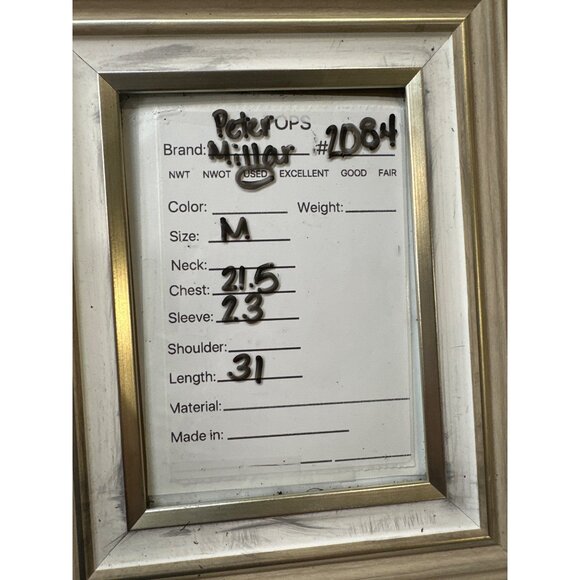 Peter OPS
Brand: Millar #2084
NWT NWOT USED EXCELLENT GOOD FAIR
Color: Weight:
Size: M
Neck:
Chest: 21.5
Sleeve: 23
Shoulder:
Length: 31
Material:
Made in: